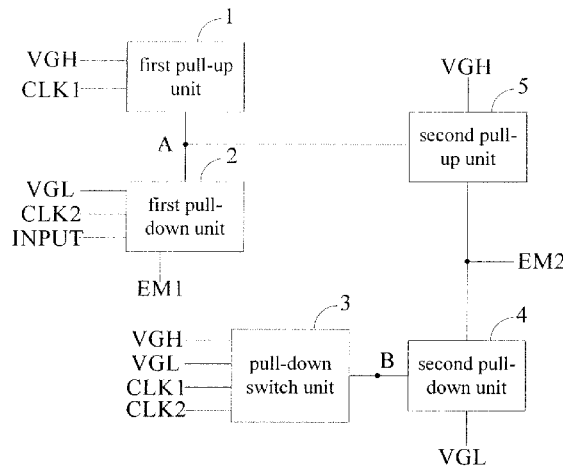 1
VGH
CLK1
first pull-up
unit
VGH
5
second pull-
up unit
A
2
VGL
CLK2
INPUT
first pull-
down unit
EM1
EM2
3
VGH
VGL
CLK1
CLK2
pull-down
switch unit
B
4
second pull-
down unit
VGL